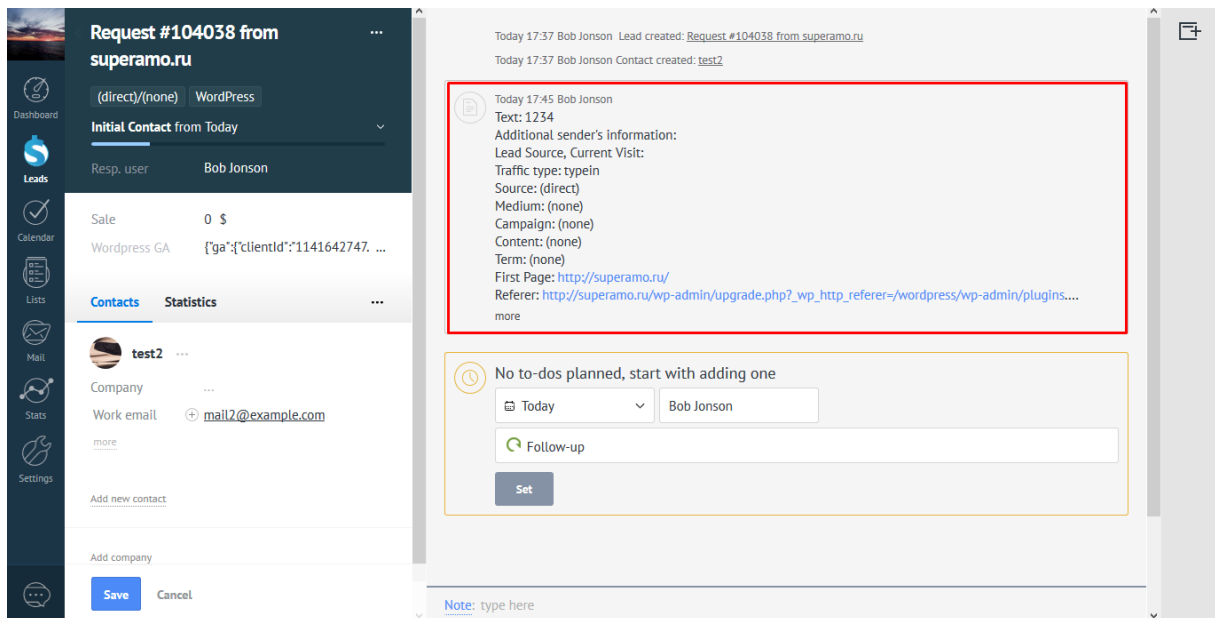 Dashboard
Leads
Calendar
Lists
Mail
Stats
Settings
Request #104038 from
superamo.ru
...
(direct)/(none) WordPress
Initial Contact from Today
Resp. user Bob Jonson
Sale 0 $
Wordpress GA {"ga":{"clientId":"1141642747. ...
Contacts Statistics ...
test2 ...
Company ...
Work email mail2@example.com
more
Add new contact
Add company
Save Cancel
Today 17:37 Bob Jonson Lead created: Request #104038 from superamo.ru
Today 17:37 Bob Jonson Contact created: test2
Today 17:45 Bob Jonson
Text: 1234
Additional sender's information:
Lead Source, Current Visit:
Traffic type: typein
Source: (direct)
Medium: (none)
Campaign: (none)
Content: (none)
Term: (none)
First Page: http://superamo.ru/
Referer: http://superamo.ru/wp-admin/upgrade.php?_wp_http_referer=/wordpress/wp-admin/plugins....
more
No to-dos planned, start with adding one
Today Bob Jonson
Follow-up
Set
Note: type here